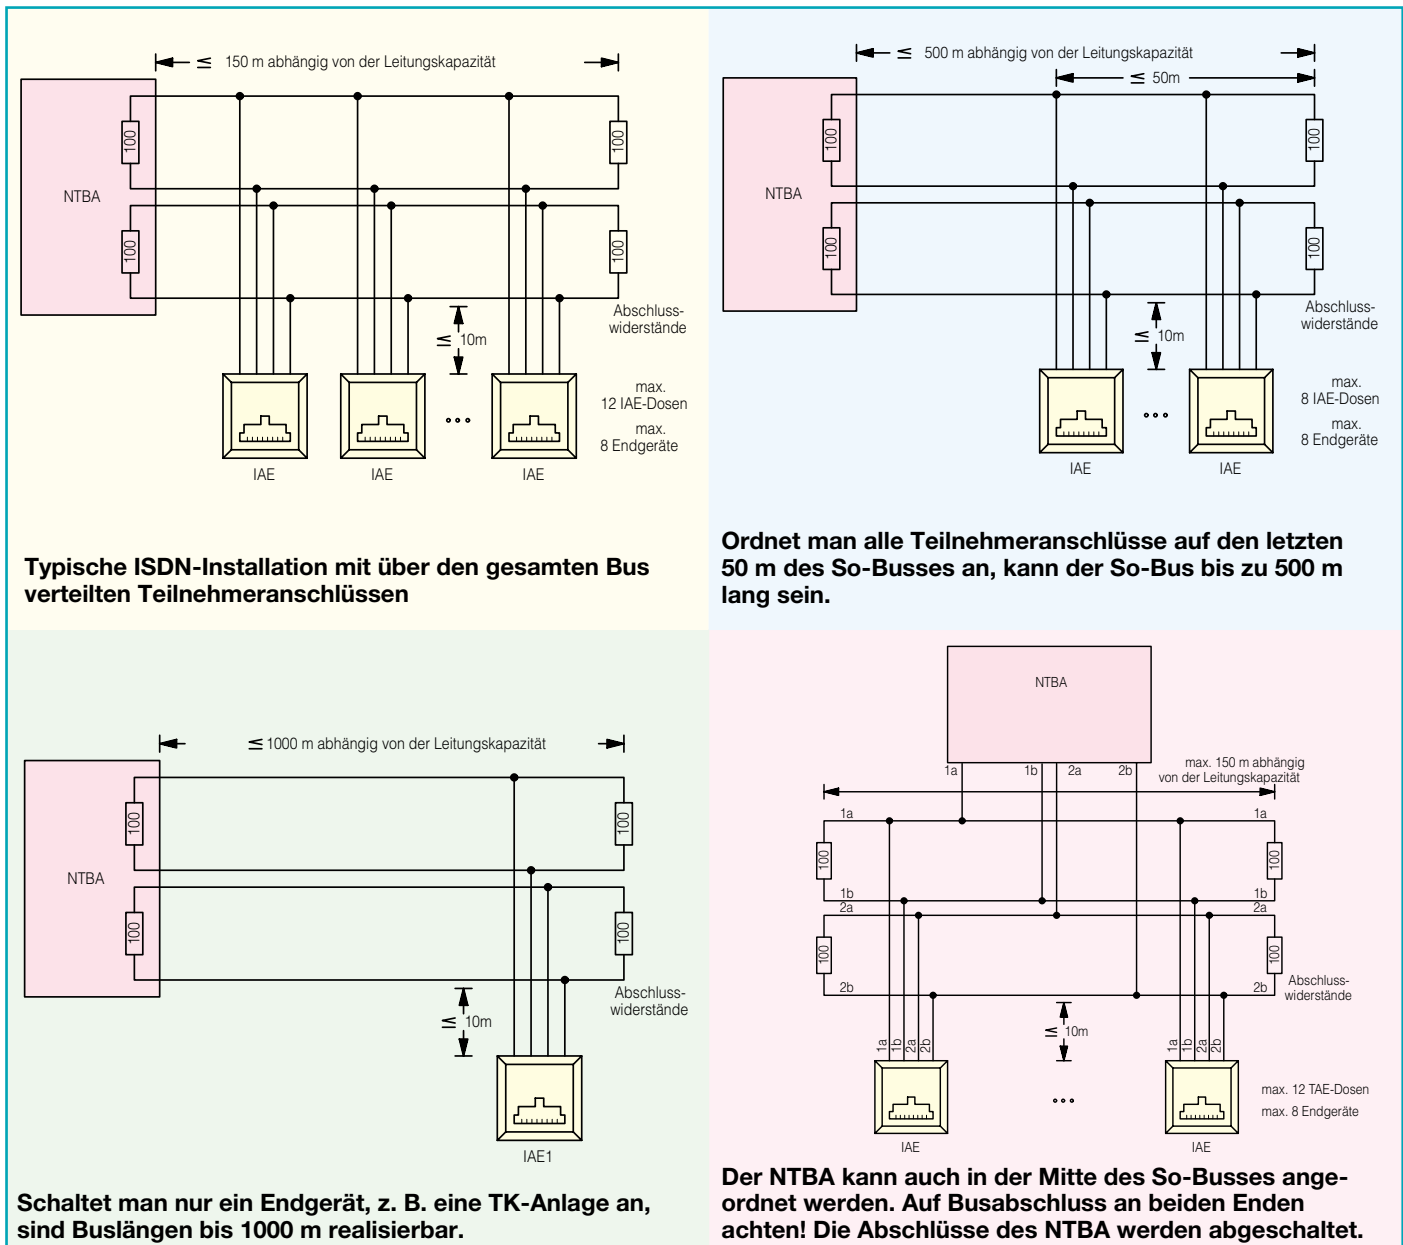 ≤ 150 m abhängig von der Leitungskapazität
100
100
NTBA
100
100
Abschluss-
widerstände
≤ 10m
max.
12 IAE-Dosen
max.
8 Endgeräte
IAE
IAE
IAE
Typische ISDN-Installation mit über den gesamten Bus
verteilten Teilnehmeranschlüssen
≤ 500 m abhängig von der Leitungskapazität
≤ 50m
100
100
NTBA
100
100
Abschluss-
widerstände
≤ 10m
max.
8 IAE-Dosen
max.
8 Endgeräte
IAE
IAE
Ordnet man alle Teilnehmeranschlüsse auf den letzten
50 m des So-Busses an, kann der So-Bus bis zu 500 m
lang sein.
≤ 1000 m abhängig von der Leitungskapazität
100
100
NTBA
100
100
Abschluss-
widerstände
≤ 10m
IAE1
Schaltet man nur ein Endgerät, z. B. eine TK-Anlage an,
sind Buslängen bis 1000 m realisierbar.
NTBA
1a 1b 2a 2b
max. 150 m abhängig
von der Leitungskapazität
1a 1a
100 100
1b 1b
2a 2a
100 100
2b 2b
Abschluss-
widerstände
≤ 10m
1a 1b 2a 2b
1a 1b 2a 2b
max. 12 TAE-Dosen
max. 8 Endgeräte
IAE
IAE
Der NTBA kann auch in der Mitte des So-Busses ange-
ordnet werden. Auf Busabschluss an beiden Enden
achten! Die Abschlüsse des NTBA werden abgeschaltet.